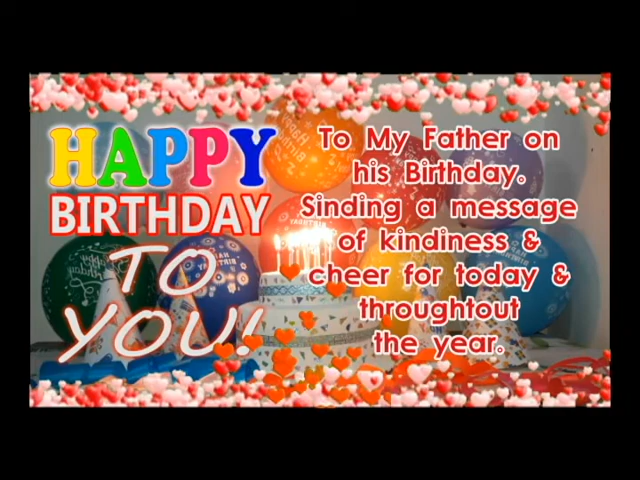 HAPPY
BIRTHDAY
TO
YOU!
To My Father on
his Birthday.
Sinding a message
of kindiness &
cheer for today &
throughtout
the year.